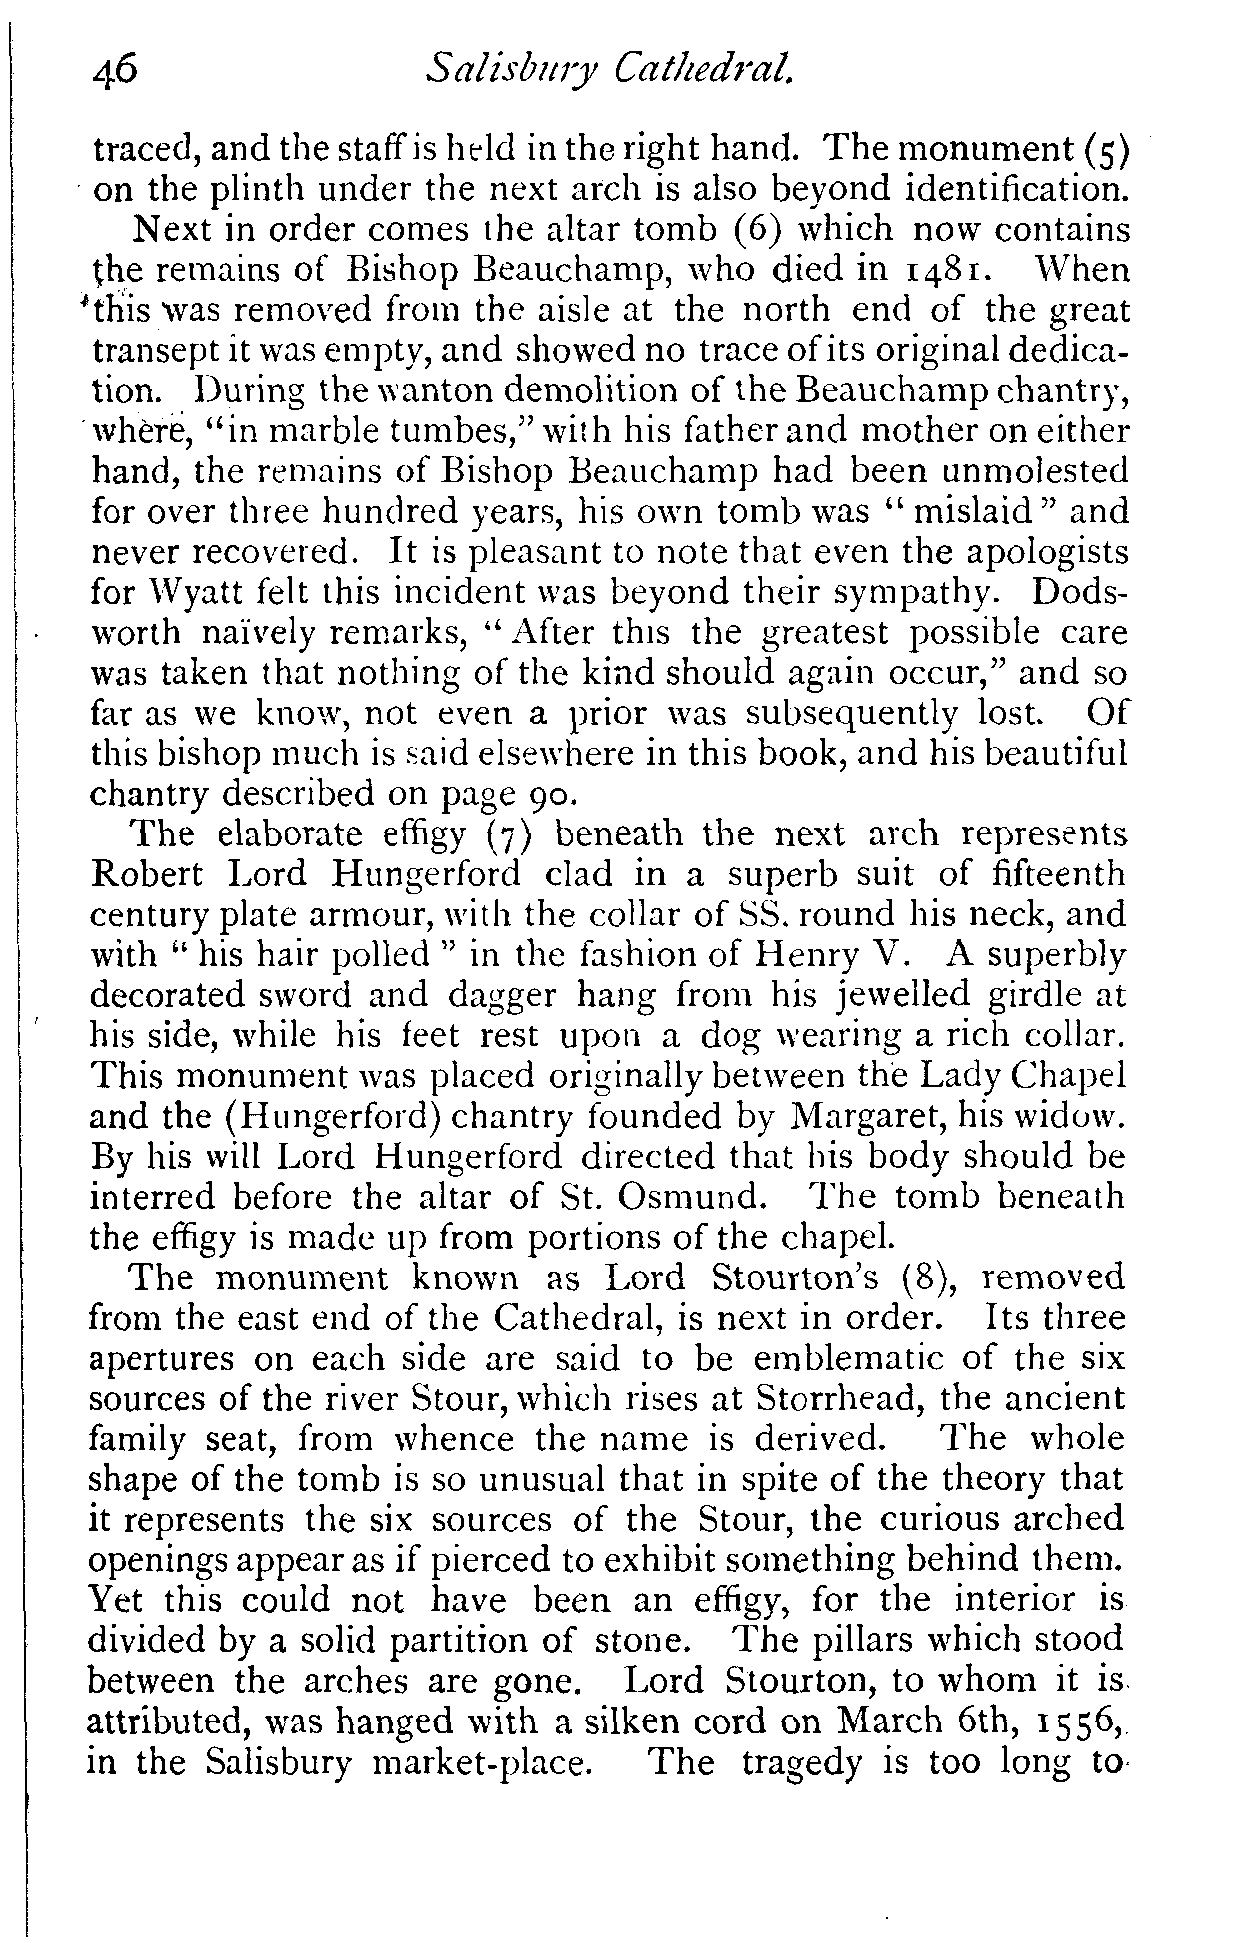 46 Salisbury Cathedral.
traced, and the staff is held in the right hand. The monument (5)
on the plinth under the next arch is also beyond identification.
Next in order comes the altar tomb (6) which now contains
the remains of Bishop Beauchamp, who died in 1481. When
this was removed from the aisle at the north end of the great
transept it was empty, and showed no trace of its original dedica-
tion. During the wanton demolition of the Beauchamp chantry,
where, "in marble tumbes," with his father and mother on either
hand, the remains of Bishop Beauchamp had been unmolested
for over three hundred years, his own tomb was "mislaid" and
never recovered. It is pleasant to note that even the apologists
for Wyatt felt this incident was beyond their sympathy. Dods-
worth naïvely remarks, "After this the greatest possible care
was taken that nothing of the kind should again occur," and so
far as we know, not even a prior was subsequently lost. Of
this bishop much is said elsewhere in this book, and his beautiful
chantry described on page 90.
The elaborate effigy (7) beneath the next arch represents
Robert Lord Hungerford clad in a superb suit of fifteenth
century plate armour, with the collar of SS. round his neck, and
with "his hair polled" in the fashion of Henry V. A superbly
decorated sword and dagger hang from his jewelled girdle at
his side, while his feet rest upon a dog wearing a rich collar.
This monument was placed originally between the Lady Chapel
and the (Hungerford) chantry founded by Margaret, his widow.
By his will Lord Hungerford directed that his body should be
interred before the altar of St. Osmund. The tomb beneath
the effigy is made up from portions of the chapel.
The monument known as Lord Stourton's (8), removed
from the east end of the Cathedral, is next in order. Its three
apertures on each side are said to be emblematic of the six
sources of the river Stour, which rises at Storrhead, the ancient
family seat, from whence the name is derived. The whole
shape of the tomb is so unusual that in spite of the theory that
it represents the six sources of the Stour, the curious arched
openings appear as if pierced to exhibit something behind them.
Yet this could not have been an effigy, for the interior is
divided by a solid partition of stone. The pillars which stood
between the arches are gone. Lord Stourton, to whom it is
attributed, was hanged with a silken cord on March 6th, 1556,
in the Salisbury market-place. The tragedy is too long to